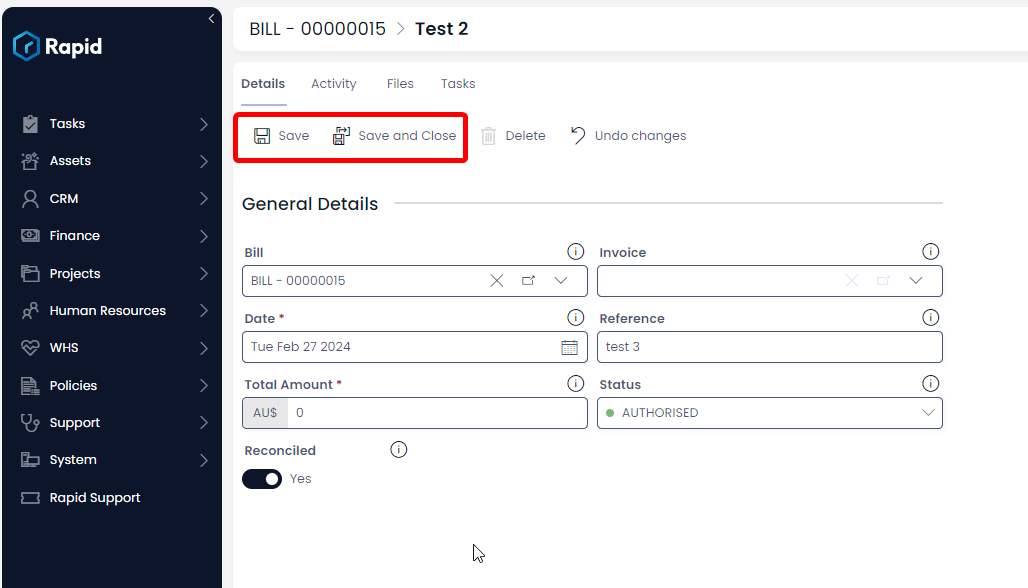 Rapid
Tasks
Assets
CRM
Finance
Projects
Human Resources
WHS
Policies
Support
System
Rapid Support
BILL - 00000015 > Test 2
Details Activity Files Tasks
Save Save and Close Delete Undo changes
General Details
Bill Invoice
BILL - 00000015
Date * Reference
Tue Feb 27 2024 test 3
Total Amount * Status
AU$ 0 AUTHORISED
Reconciled
Yes